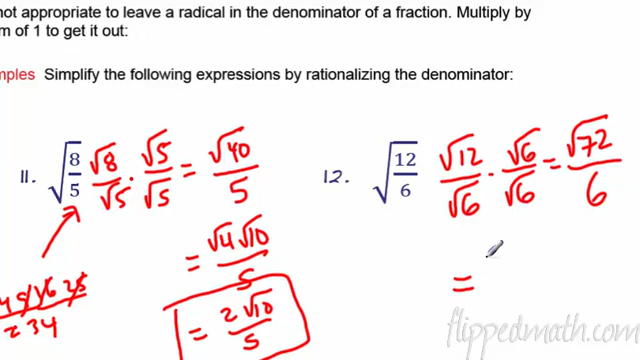 not appropriate to leave a radical in the denominator of a fraction. Multiply by
m of 1 to get it out:
mples Simplify the following expressions by rationalizing the denominator:
11. √(8/5) √8/√5 · √5/√5 = √40/5
= √4√10/5
= 2√10/5
12. √(12/6) √12/√6 · √6/√6 = √72/6
=
flippedmath.com